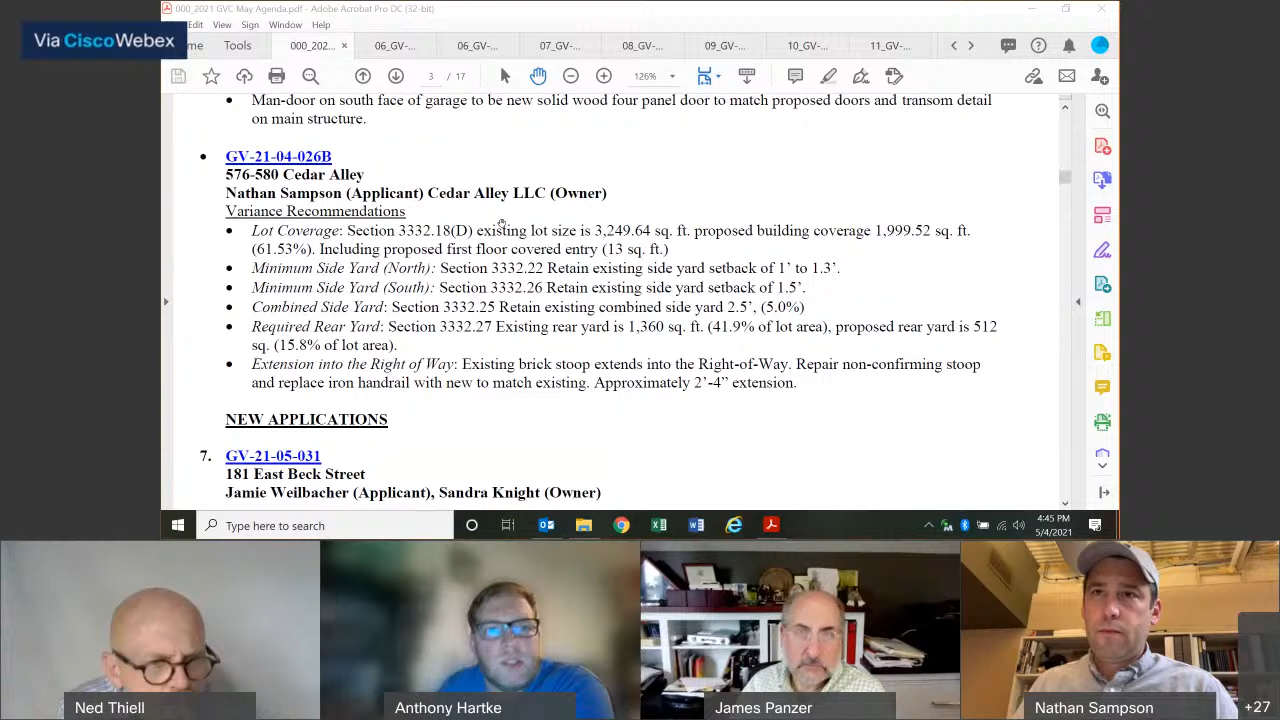 000_2021 GVC May Agenda.pdf - Adobe Acrobat Pro DC (32-bit)
Edit View Sign Window Help
Via Cisco Webex
me Tools 000_202... × 06_GV-... 06_GV-... 07_GV-... 08_GV-... 09_GV-... 10_GV-... 11_GV-...
3 / 17 126%
• Man-door on south face of garage to be new solid wood four panel door to match proposed doors and transom detail
on main structure.
• GV-21-04-026B
576-580 Cedar Alley
Nathan Sampson (Applicant) Cedar Alley LLC (Owner)
Variance Recommendations
• Lot Coverage: Section 3332.18(D) Existing lot size is 3,249.64 sq. ft. proposed building coverage 1,999.52 sq. ft.
(61.53%). Including proposed first floor covered entry (13 sq. ft.)
• Minimum Side Yard (North): Section 3332.22 Retain existing side yard setback of 1’ to 1.3’.
• Minimum Side Yard (South): Section 3332.26 Retain existing side yard setback of 1.5’.
• Combined Side Yard: Section 3332.25 Retain existing combined side yard 2.5’, (5.0%)
• Required Rear Yard: Section 3332.27 Existing rear yard is 1,360 sq. ft. (41.9% of lot area), proposed rear yard is 512
sq. (15.8% of lot area).
• Extension into the Right of Way: Existing brick stoop extends into the Right-of-Way. Repair non-confirming stoop
and replace iron handrail with new to match existing. Approximately 2’-4” extension.
NEW APPLICATIONS
7. GV-21-05-031
181 East Beck Street
Jamie Weilbacher (Applicant), Sandra Knight (Owner)
Type here to search
4:45 PM
5/4/2021
Ned Thiell
Anthony Hartke
James Panzer
Nathan Sampson
+27